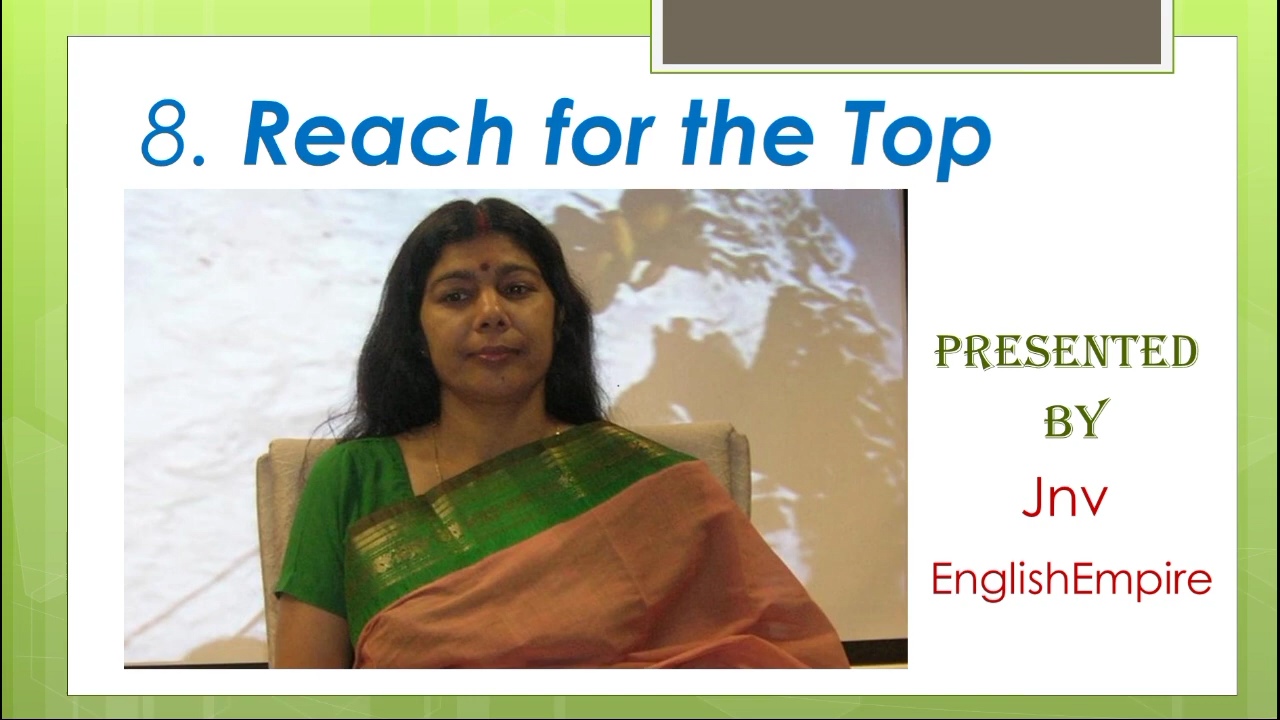 8. Reach for the Top
PRESENTED
BY
Jnv
EnglishEmpire